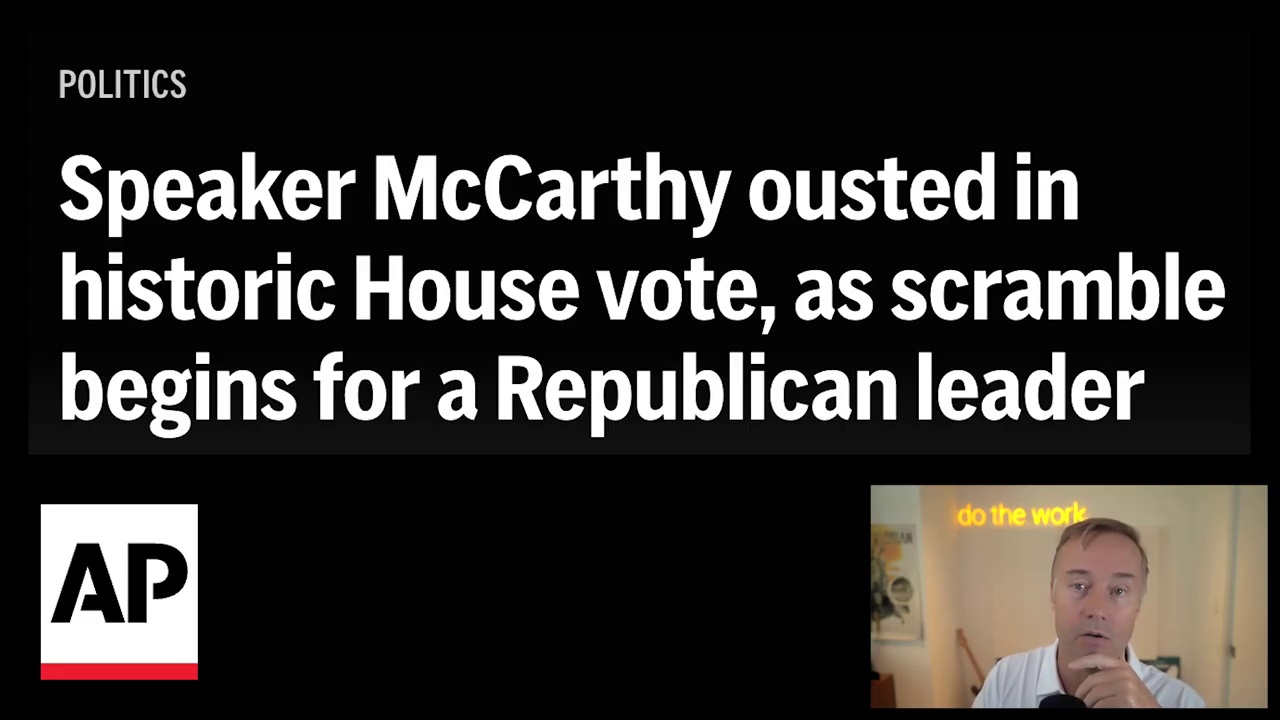 POLITICS
Speaker McCarthy ousted in
historic House vote, as scramble
begins for a Republican leader
AP
do the work